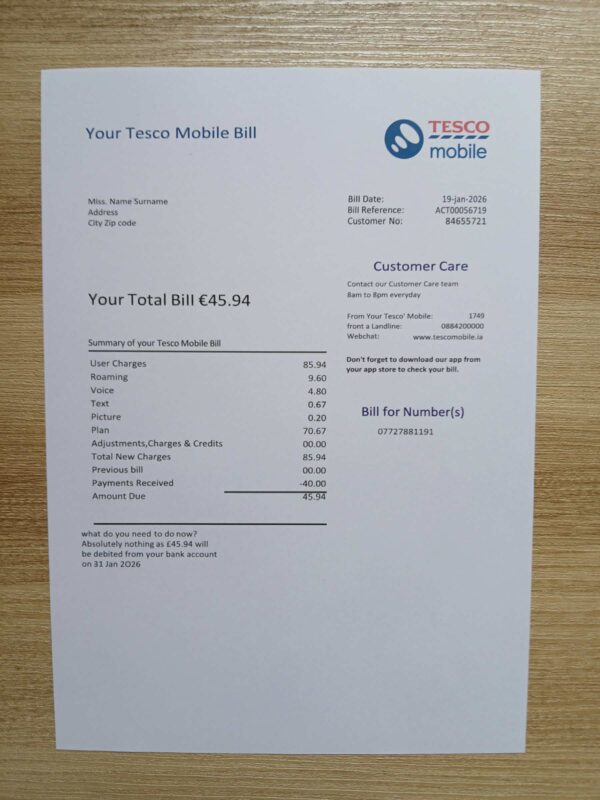 Your Tesco Mobile Bill
TESCO
mobile
Miss. Name Surname
Address
City Zip code
Bill Date: 19-jan-2026
Bill Reference: ACT00056719
Customer No: 84655721
Customer Care
Contact our Customer Care team
8am to 8pm everyday
From Your Tesco' Mobile: 1749
front a Landline: 0884200000
Webchat: www.tescomobile.ia
Don't forget to download our app from
your app store to check your bill.
Bill for Number(s)
07727881191
Your Total Bill €45.94
Summary of your Tesco Mobile Bill
User Charges 85.94
Roaming 9.60
Voice 4.80
Text 0.67
Picture 0.20
Plan 70.67
Adjustments,Charges & Credits 00.00
Total New Charges 85.94
Previous bill 00.00
Payments Received -40.00
Amount Due 45.94
what do you need to do now?
Absolutely nothing as £45.94 will
be debited from your bank account
on 31 Jan 2O26